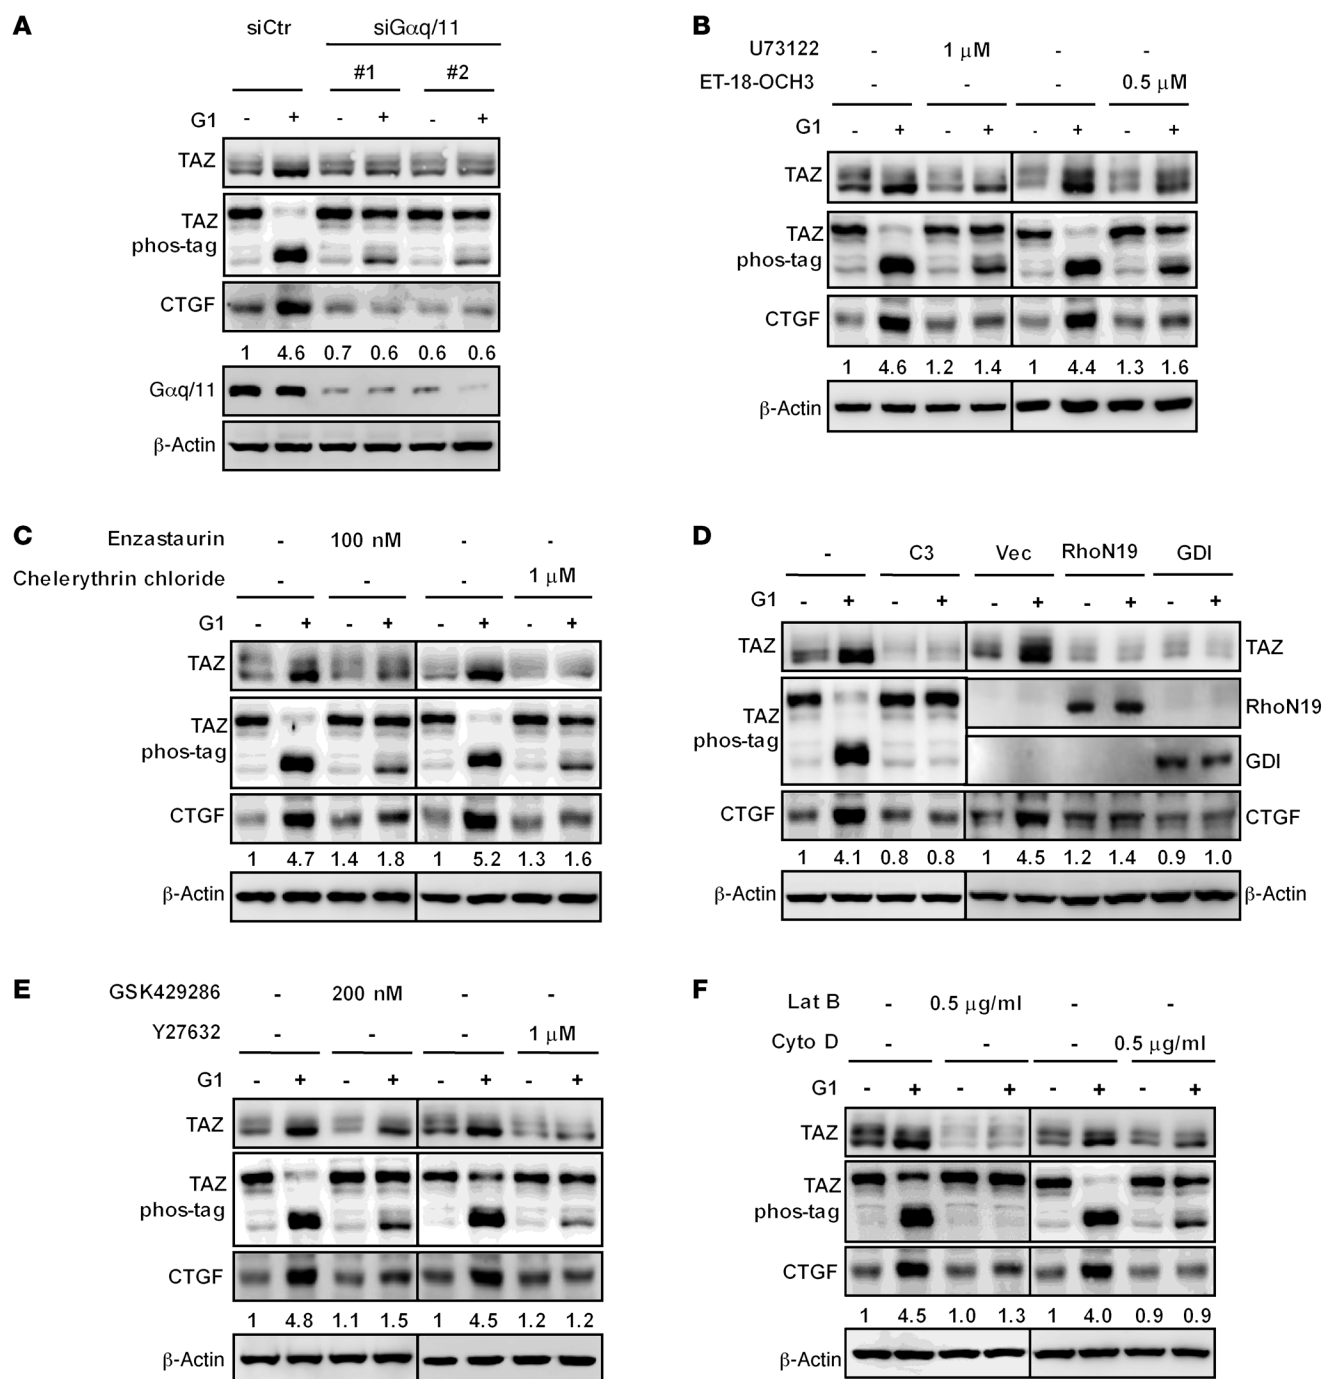 A
siCtr siGαq/11
#1 #2
G1 - + - + - +
TAZ
TAZ
phos-tag
CTGF
1 4.6 0.7 0.6 0.6 0.6
Gαq/11
β-Actin
B
U73122 - 1 μM - -
ET-18-OCH3 - - - 0.5 μM
G1 - + - + - + - +
TAZ
TAZ
phos-tag
CTGF
1 4.6 1.2 1.4 1 4.4 1.3 1.6
β-Actin
C
Enzastaurin - 100 nM - -
Chelerythrin chloride - - - 1 μM
G1 - + - + - + - +
TAZ
TAZ
phos-tag
CTGF
1 4.7 1.4 1.8 1 5.2 1.3 1.6
β-Actin
D
- C3 Vec RhoN19 GDI
G1 - + - + - + - + - +
TAZ TAZ
TAZ
phos-tag
RhoN19
GDI
CTGF CTGF
1 4.1 0.8 0.8 1 4.5 1.2 1.4 0.9 1.0
β-Actin β-Actin
E
GSK429286 - 200 nM - -
Y27632 - - - 1 μM
G1 - + - + - + - +
TAZ
TAZ
phos-tag
CTGF
1 4.8 1.1 1.5 1 4.5 1.2 1.2
β-Actin
F
Lat B - 0.5 μg/ml - -
Cyto D - - - 0.5 μg/ml
G1 - + - + - + - +
TAZ
TAZ
phos-tag
CTGF
1 4.5 1.0 1.3 1 4.0 0.9 0.9
β-Actin